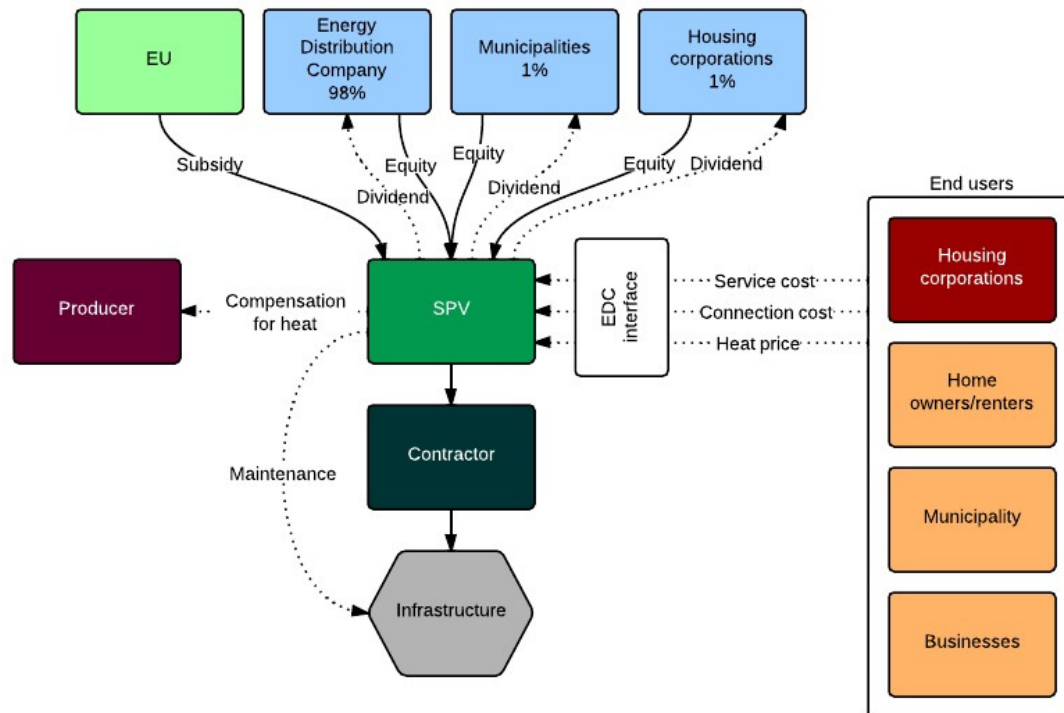 EU
Energy
Distribution
Company
98%
Municipalities
1%
Housing
corporations
1%
Subsidy
Equity
Dividend
Equity
Dividend
Equity
Dividend
End users
Producer
Compensation
for heat
SPV
EDC
interface
Service cost
Connection cost
Heat price
Housing
corporations
Home
owners/renters
Contractor
Maintenance
Municipality
Infrastructure
Businesses